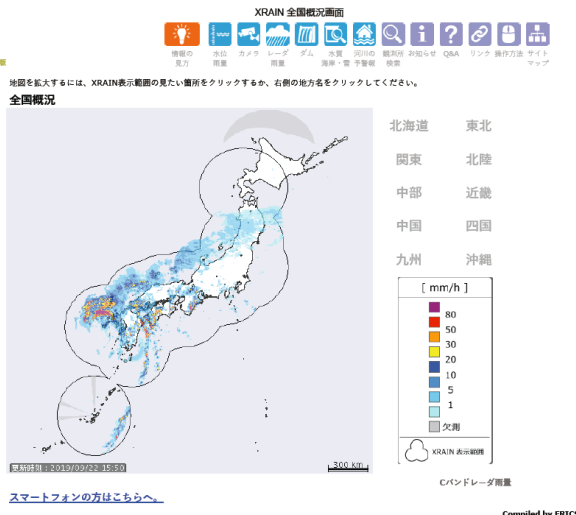 XRAIN 全国概況画面
情報の
見方
水位
雨量
カメラ
レーダ
雨量
ダム
水質
海岸・雪
河川の
予警報
観測所
検索
お知らせ
Q&A
リンク
操作方法
サイト
マップ
版
地図を拡大するには、XRAIN表示範囲の見たい箇所をクリックするか、右側の地方名をクリックしてください。
全国概況
北海道 東北
関東 北陸
中部 近畿
中国 四国
九州 沖縄
[ mm/h ]
80
50
30
20
10
5
1
欠測
XRAIN 表示範囲
更新時刻：2019/09/22 15:50
300 km
Cバンドレーダ雨量
スマートフォンの方はこちらへ。
Compiled by FRICS